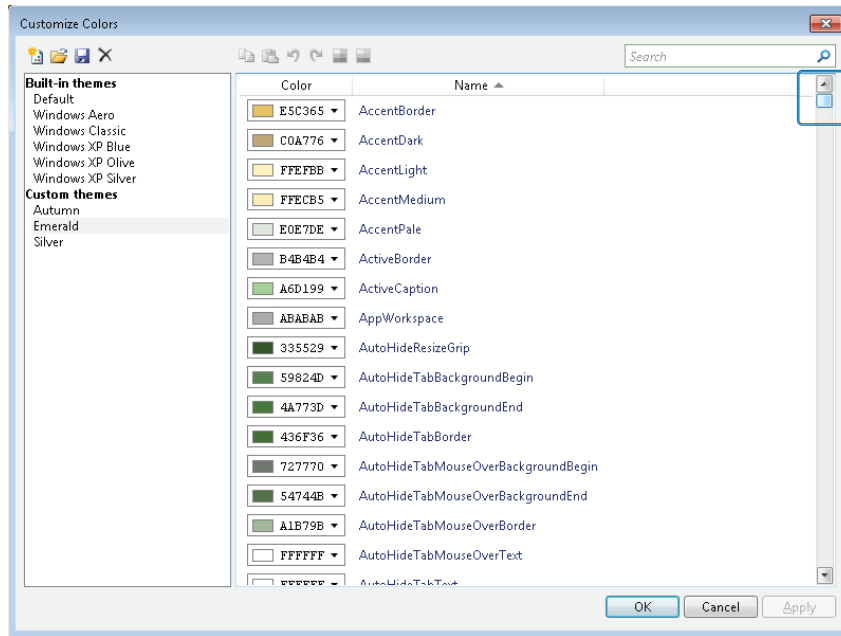 Customize Colors
Search
Built-in themes
Default
Windows Aero
Windows Classic
Windows XP Blue
Windows XP Olive
Windows XP Silver
Custom themes
Autumn
Emerald
Silver
Color Name
E5C365 AccentBorder
C0A776 AccentDark
FFEFBB AccentLight
FFECB5 AccentMedium
E0E7DE AccentPale
B4B4B4 ActiveBorder
A6D199 ActiveCaption
ABABAB AppWorkspace
335529 AutoHideResizeGrip
59824D AutoHideTabBackgroundBegin
4A773D AutoHideTabBackgroundEnd
436F36 AutoHideTabBorder
727770 AutoHideTabMouseOverBackgroundBegin
54744B AutoHideTabMouseOverBackgroundEnd
A1B79B AutoHideTabMouseOverBorder
FFFFFF AutoHideTabMouseOverText
FFFFFF AutoHideTabText
OK Cancel Apply